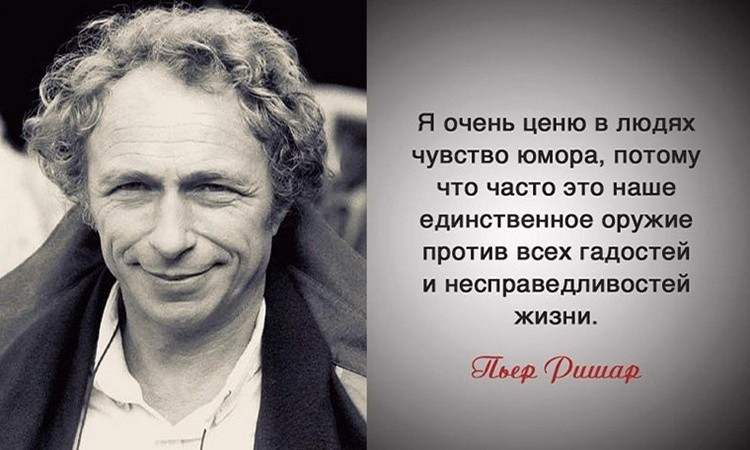 Я очень ценю в людях
чувство юмора, потому
что часто это наше
единственное оружие
против всех гадостей
и несправедливостей
жизни.
Пьер Ришар